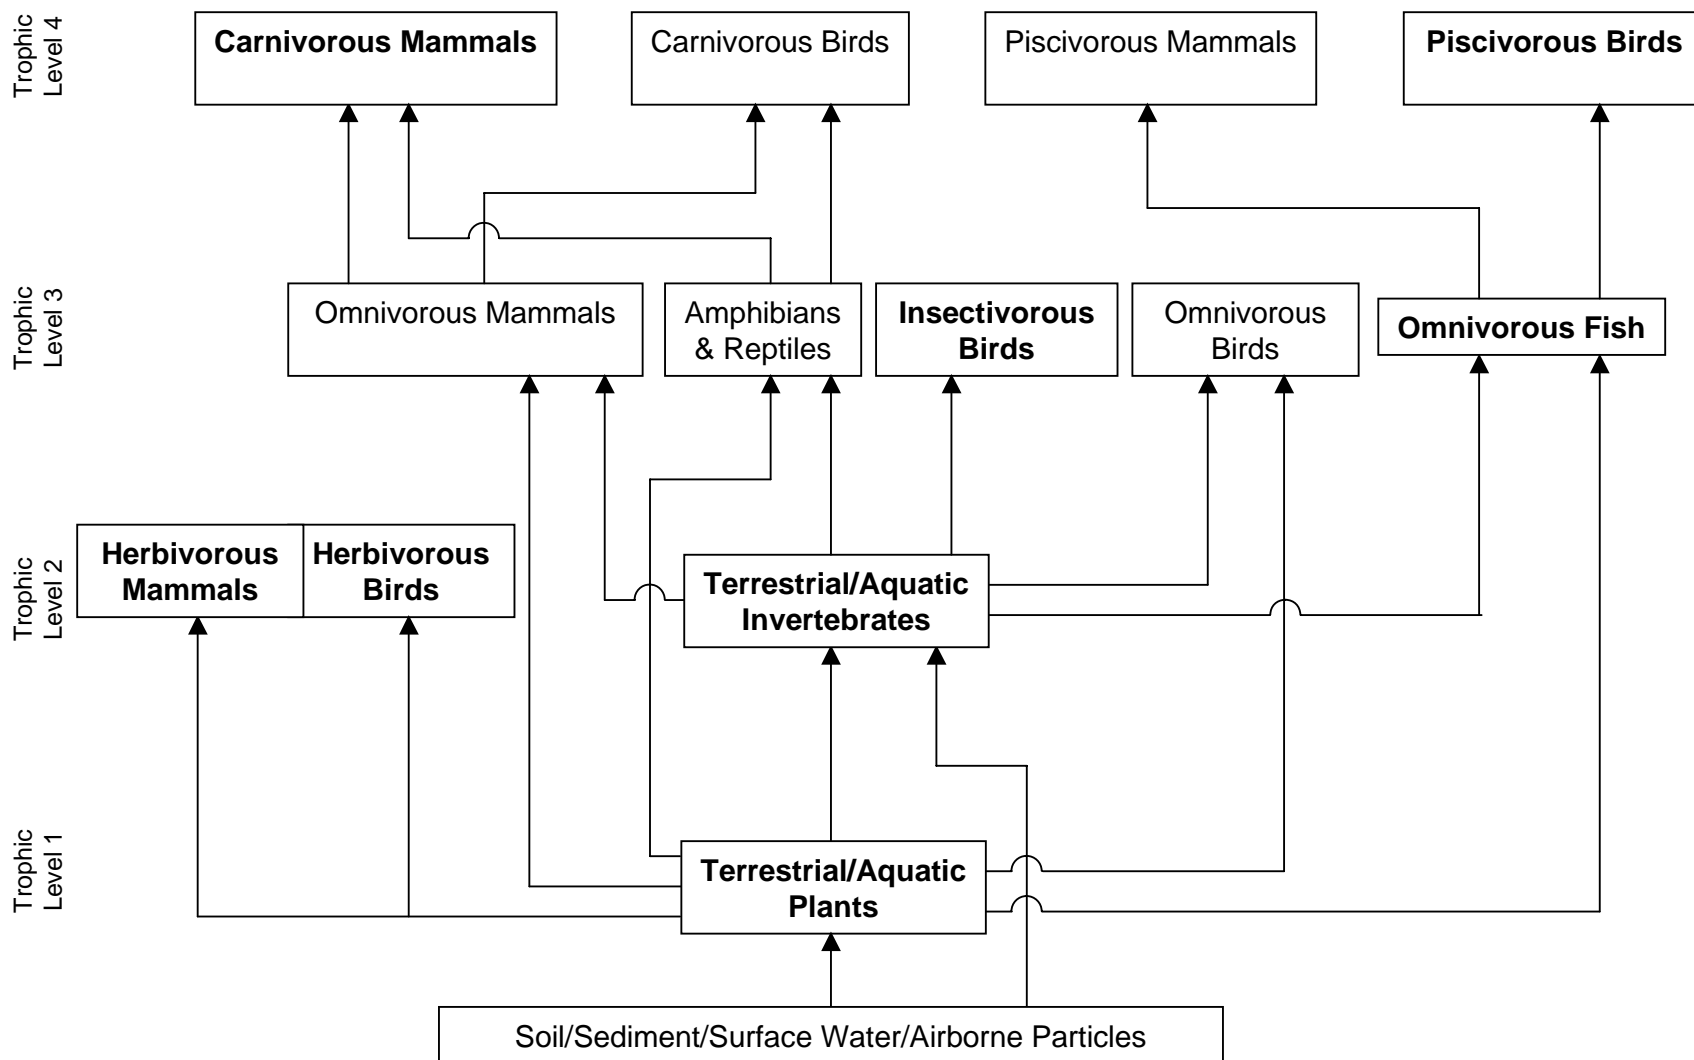 Trophic
Level 4
Carnivorous Mammals
Carnivorous Birds
Piscivorous Mammals
Piscivorous Birds
Trophic
Level 3
Omnivorous Mammals
Amphibians
& Reptiles
Insectivorous
Birds
Omnivorous
Birds
Omnivorous Fish
Trophic
Level 2
Herbivorous
Mammals
Herbivorous
Birds
Terrestrial/Aquatic
Invertebrates
Trophic
Level 1
Terrestrial/Aquatic
Plants
Soil/Sediment/Surface Water/Airborne Particles